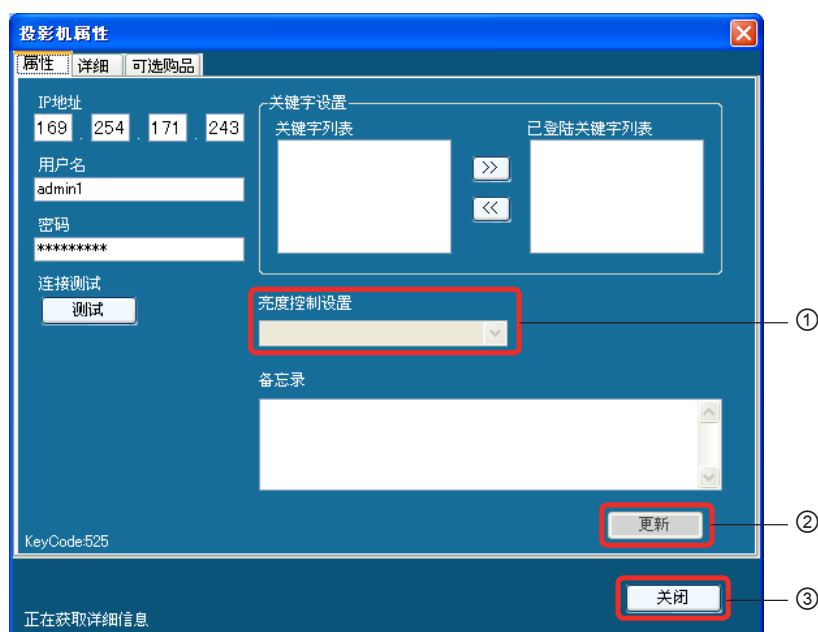 投影机属性
属性 详细 可选购品
IP地址
169 . 254 . 171 . 243
用户名
admin1
密码
*********
连接测试
测试
关键字设置
关键字列表
已登陆关键字列表
>>
<<
亮度控制设置
①
备忘录
更新
②
KeyCode:525
关闭
③
正在获取详细信息